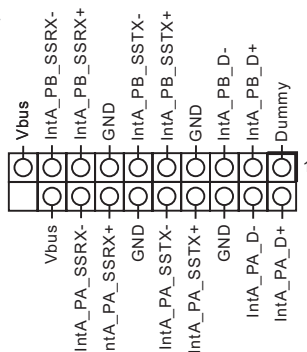 Vbus
IntA_PB_SSRX-
IntA_PB_SSRX+
GND
IntA_PB_SSTX-
IntA_PB_SSTX+
GND
IntA_PB_D-
IntA_PB_D+
Dummy
1
Vbus
IntA_PA_SSRX-
ntA_PA_SSRX+
GND
IntA_PA_SSTX-
IntA_PA_SSTX+
GND
IntA_PA_D-
IntA_PA_D+